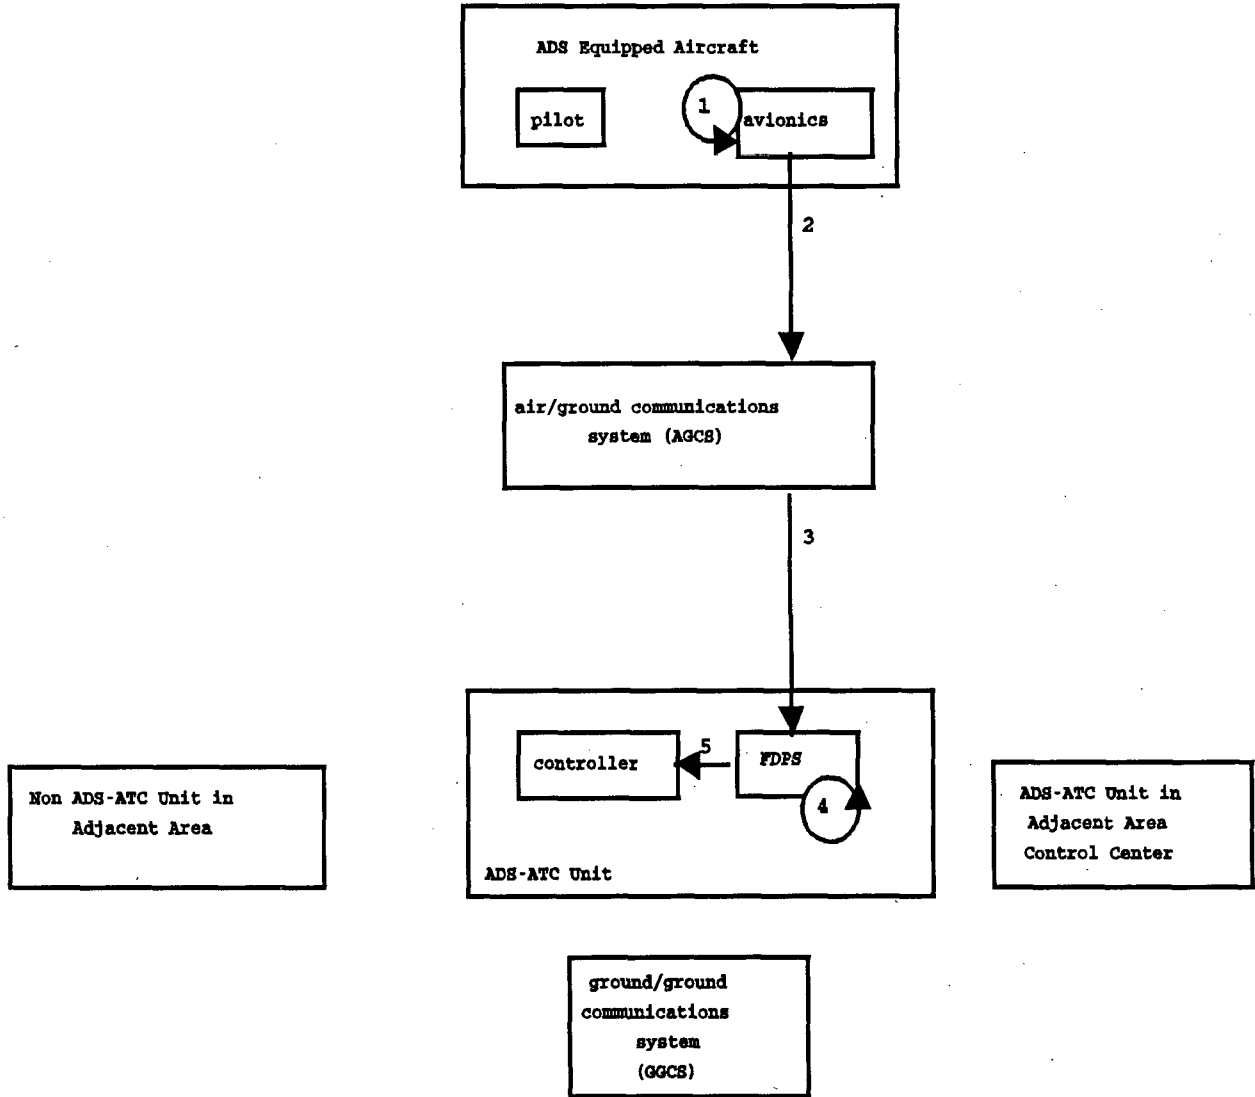 ADS Equipped Aircraft
pilot
1
avionics
2
air/ground communications
system (AGCS)
3
controller
5
FDPS
4
ADS-ATC Unit
Non ADS-ATC Unit in
Adjacent Area
ADS-ATC Unit in
Adjacent Area
Control Center
ground/ground
communications
system
(GGCS)